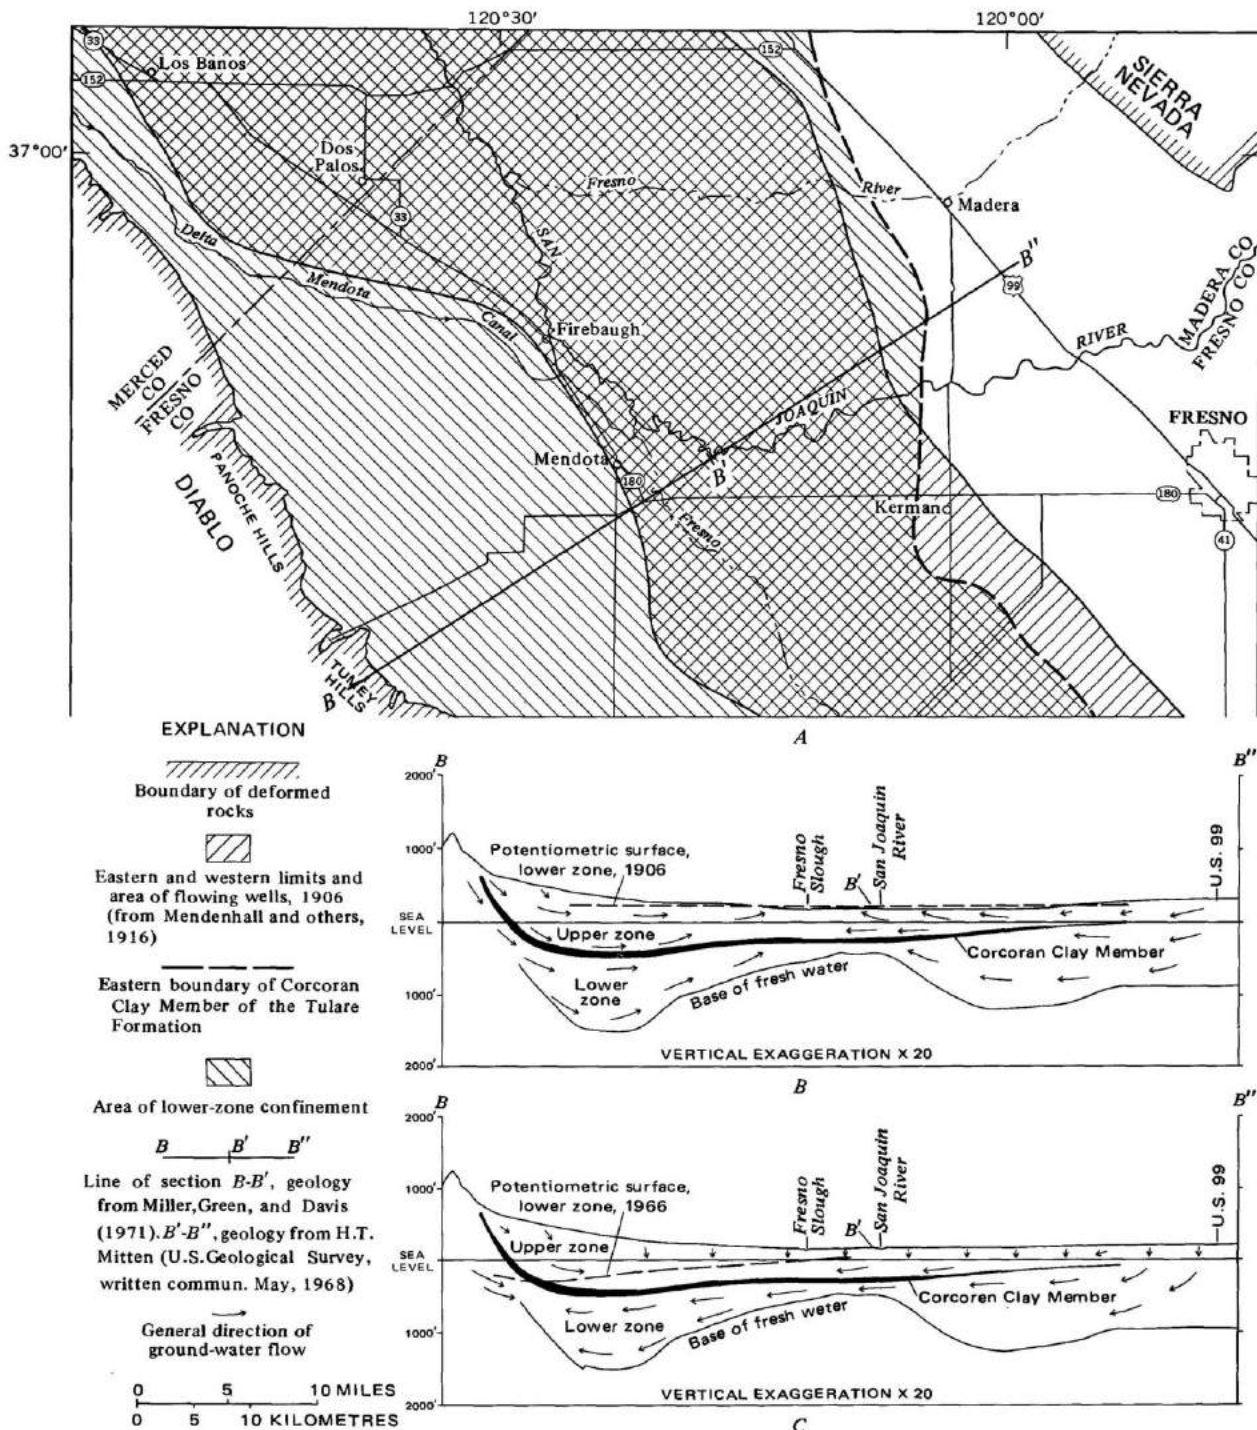 120°30′
120°00′
33
152
Los Banos
152
SIERRA
NEVADA
37°00′
Dos
Palos
Fresno
River
Madera
33
Delta
Mendota
Canal
SAN
B″
99
MADERA CO
FRESNO CO
Firebaugh
RIVER
MERCED
CO
FRESNO
CO
JOAQUIN
FRESNO
Mendota
B′
180
Kerman
180
PANOCHE HILLS
DIABLO
Fresno
41
TUMEY
HILLS
B
A
EXPLANATION
Boundary of deformed
rocks
Eastern and western limits and
area of flowing wells, 1906
(from Mendenhall and others,
1916)
Eastern boundary of Corcoran
Clay Member of the Tulare
Formation
Area of lower-zone confinement
B B′ B″
Line of section B-B′, geology
from Miller,Green, and Davis
(1971). B′-B″, geology from H.T.
Mitten (U.S.Geological Survey,
written commun. May, 1968)
General direction of
ground-water flow
0 5 10 MILES
0 5 10 KILOMETRES
B B″
2000′
1000′
SEA
LEVEL
1000′
2000′
Potentiometric surface,
lower zone, 1906
Fresno
Slough
B′
San Joaquin
River
U.S. 99
Upper zone
Corcoran Clay Member
Lower
zone
Base of fresh water
VERTICAL EXAGGERATION X 20
B
B B″
2000′
1000′
SEA
LEVEL
1000′
2000′
Potentiometric surface,
lower zone, 1966
Fresno
Slough
B′
San Joaquin
River
U.S. 99
Upper zone
Corcoren Clay Member
Lower zone
Base of fresh water
VERTICAL EXAGGERATION X 20
C